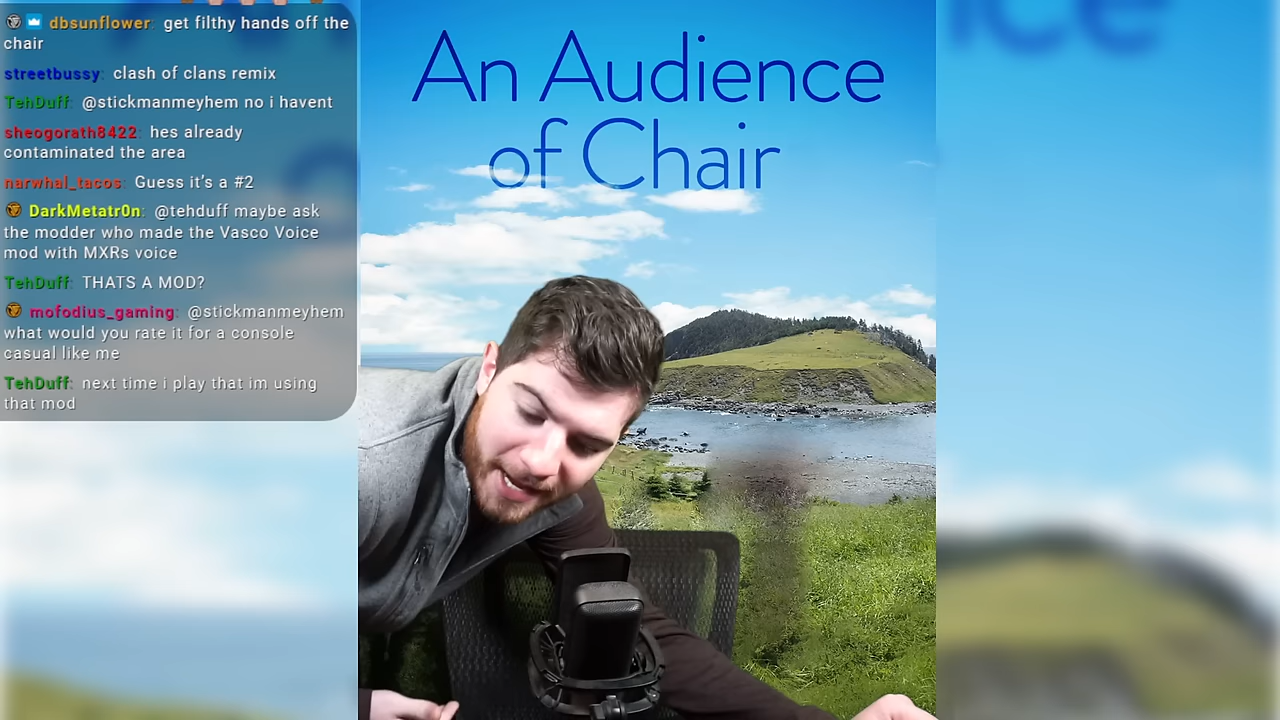 dbsunflower: get filthy hands off the
chair
streetbussy: clash of clans remix
TehDuff: @stickmanmeyhem no i havent
sheogorath8422: hes already
contaminated the area
narwhal_tacos: Guess it's a #2
DarkMetatr0n: @tehduff maybe ask
the modder who made the Vasco Voice
mod with MXRs voice
TehDuff: THATS A MOD?
mofodius_gaming: @stickmanmeyhem
what would you rate it for a console
casual like me
TehDuff: next time i play that im using
that mod
An Audience
of Chair